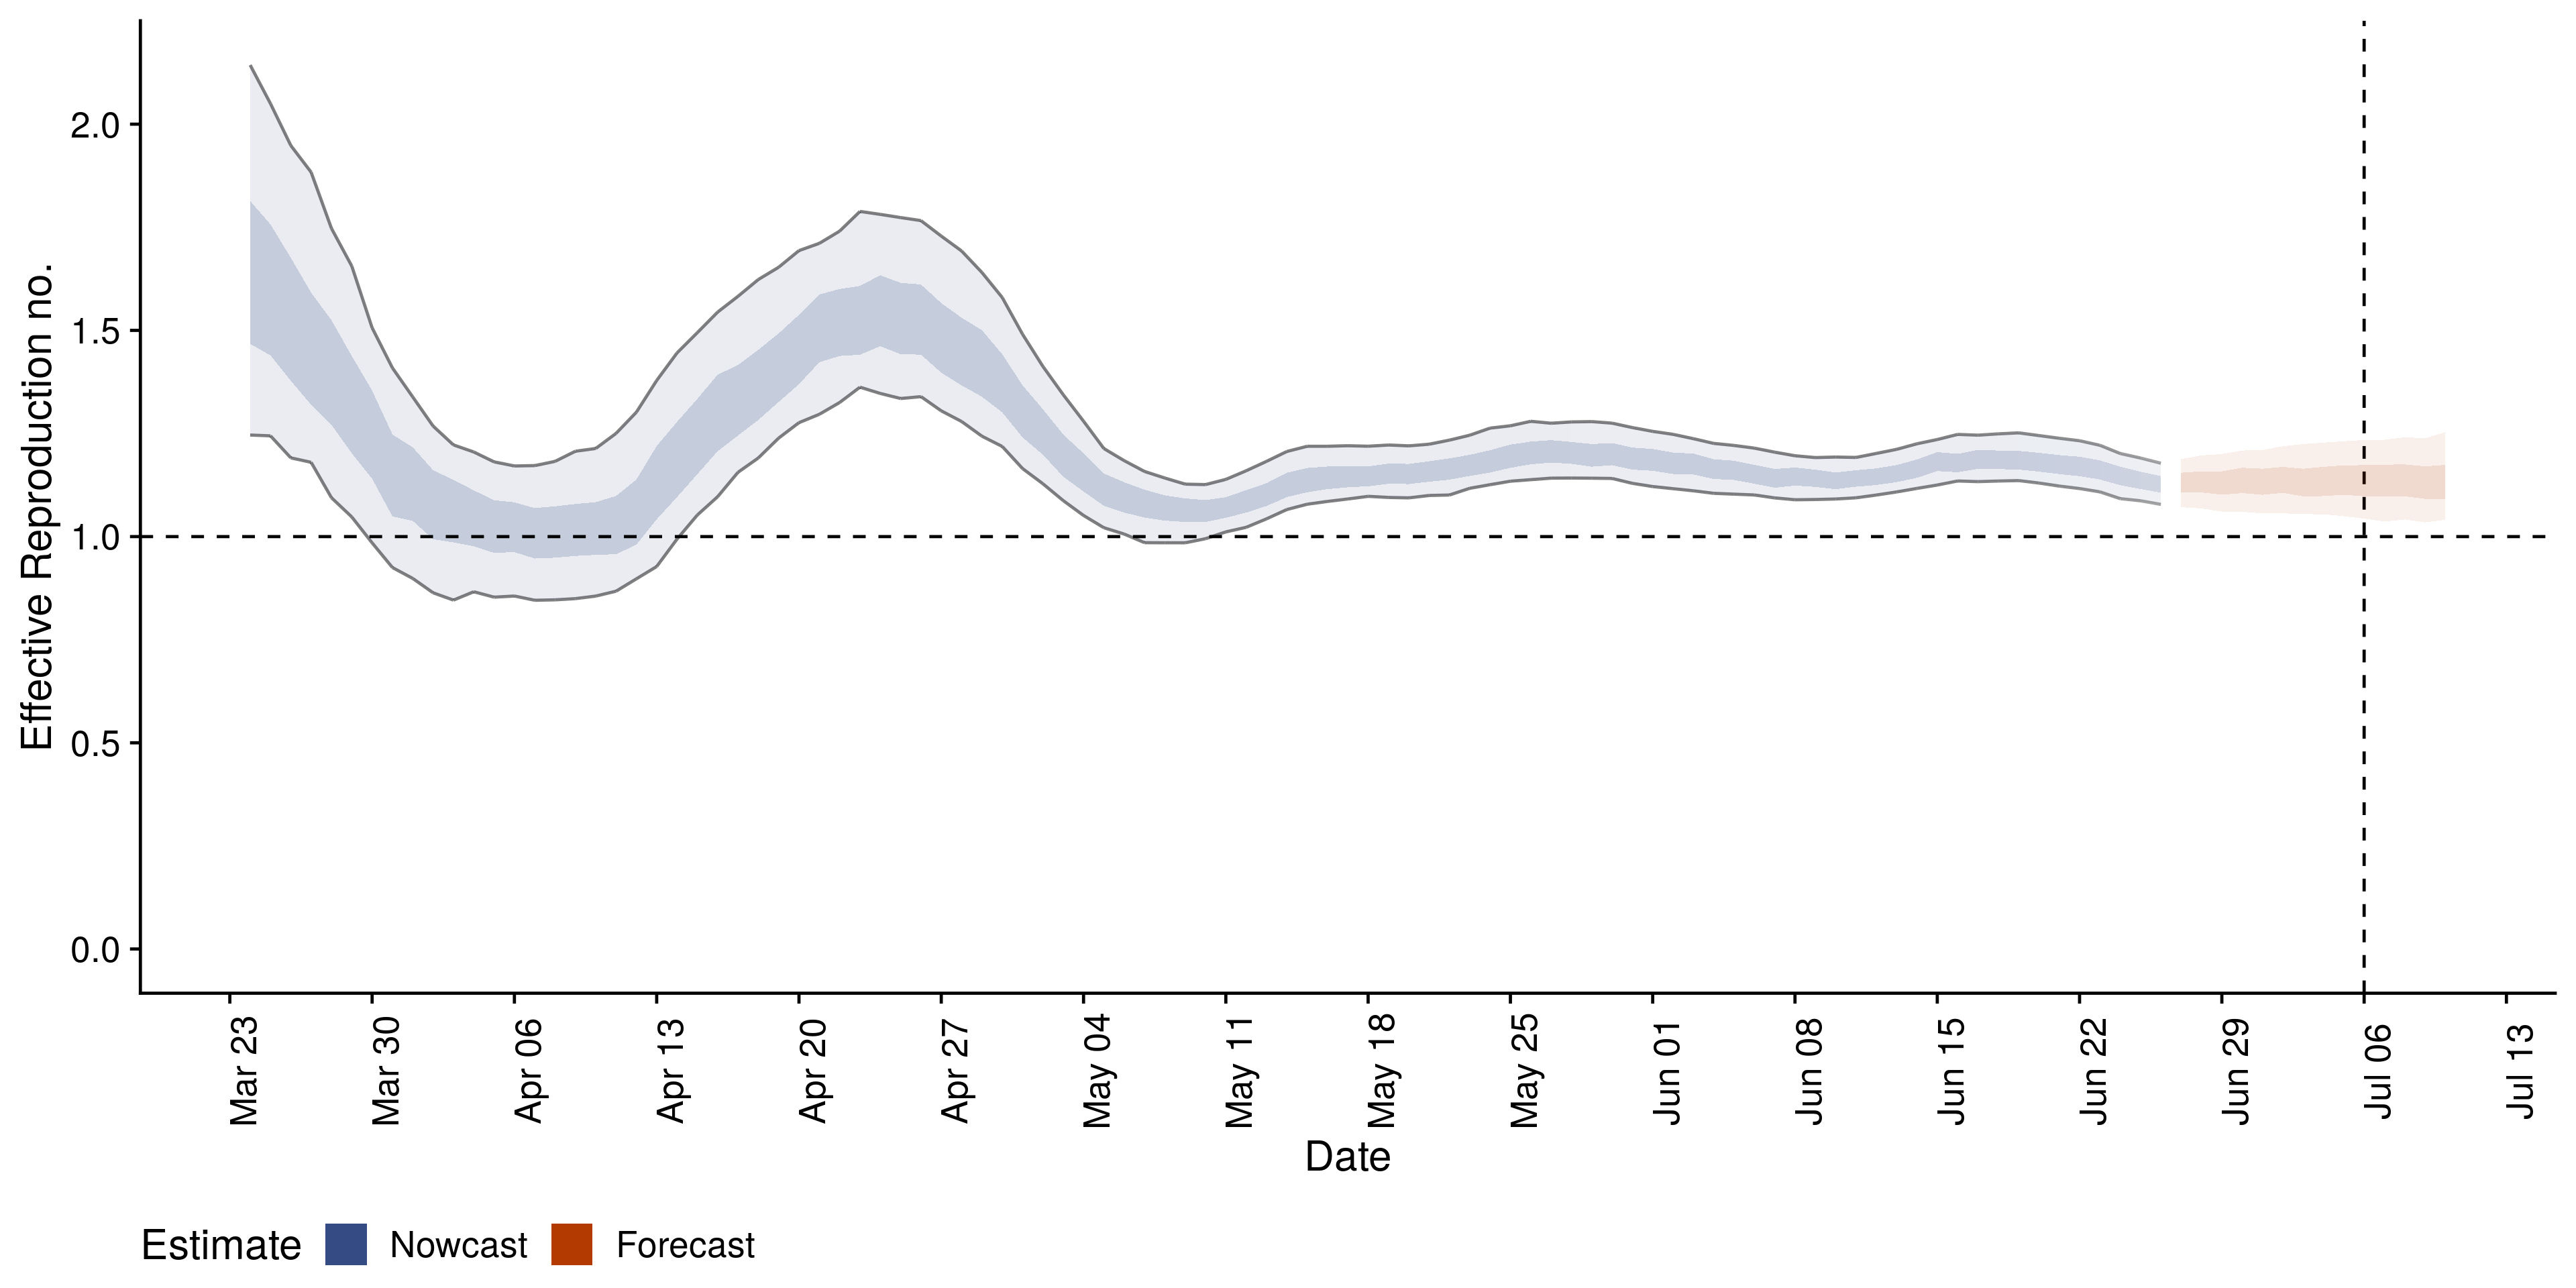 Effective Reproduction no.
2.0
1.5
1.0
0.5
0.0
Mar 23
Mar 30
Apr 06
Apr 13
Apr 20
Apr 27
May 04
May 11
May 18
May 25
Jun 01
Jun 08
Jun 15
Jun 22
Jun 29
Jul 06
Jul 13
Date
Estimate Nowcast Forecast